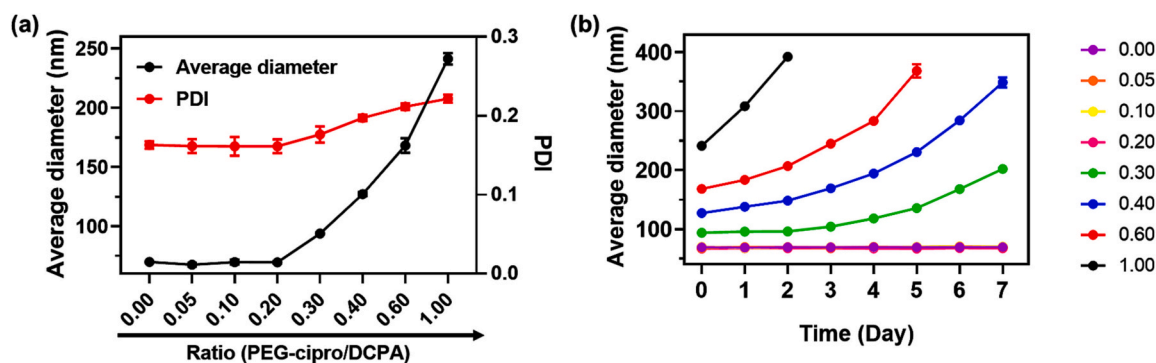 (a)
Average diameter (nm)
250
200
150
100
Average diameter
PDI
0.3
0.2
0.1
0.0
PDI
0.00 0.05 0.10 0.20 0.30 0.40 0.60 1.00
Ratio (PEG-cipro/DCPA)
(b)
Average diameter (nm)
400
300
200
100
0 1 2 3 4 5 6 7
Time (Day)
0.00
0.05
0.10
0.20
0.30
0.40
0.60
1.00